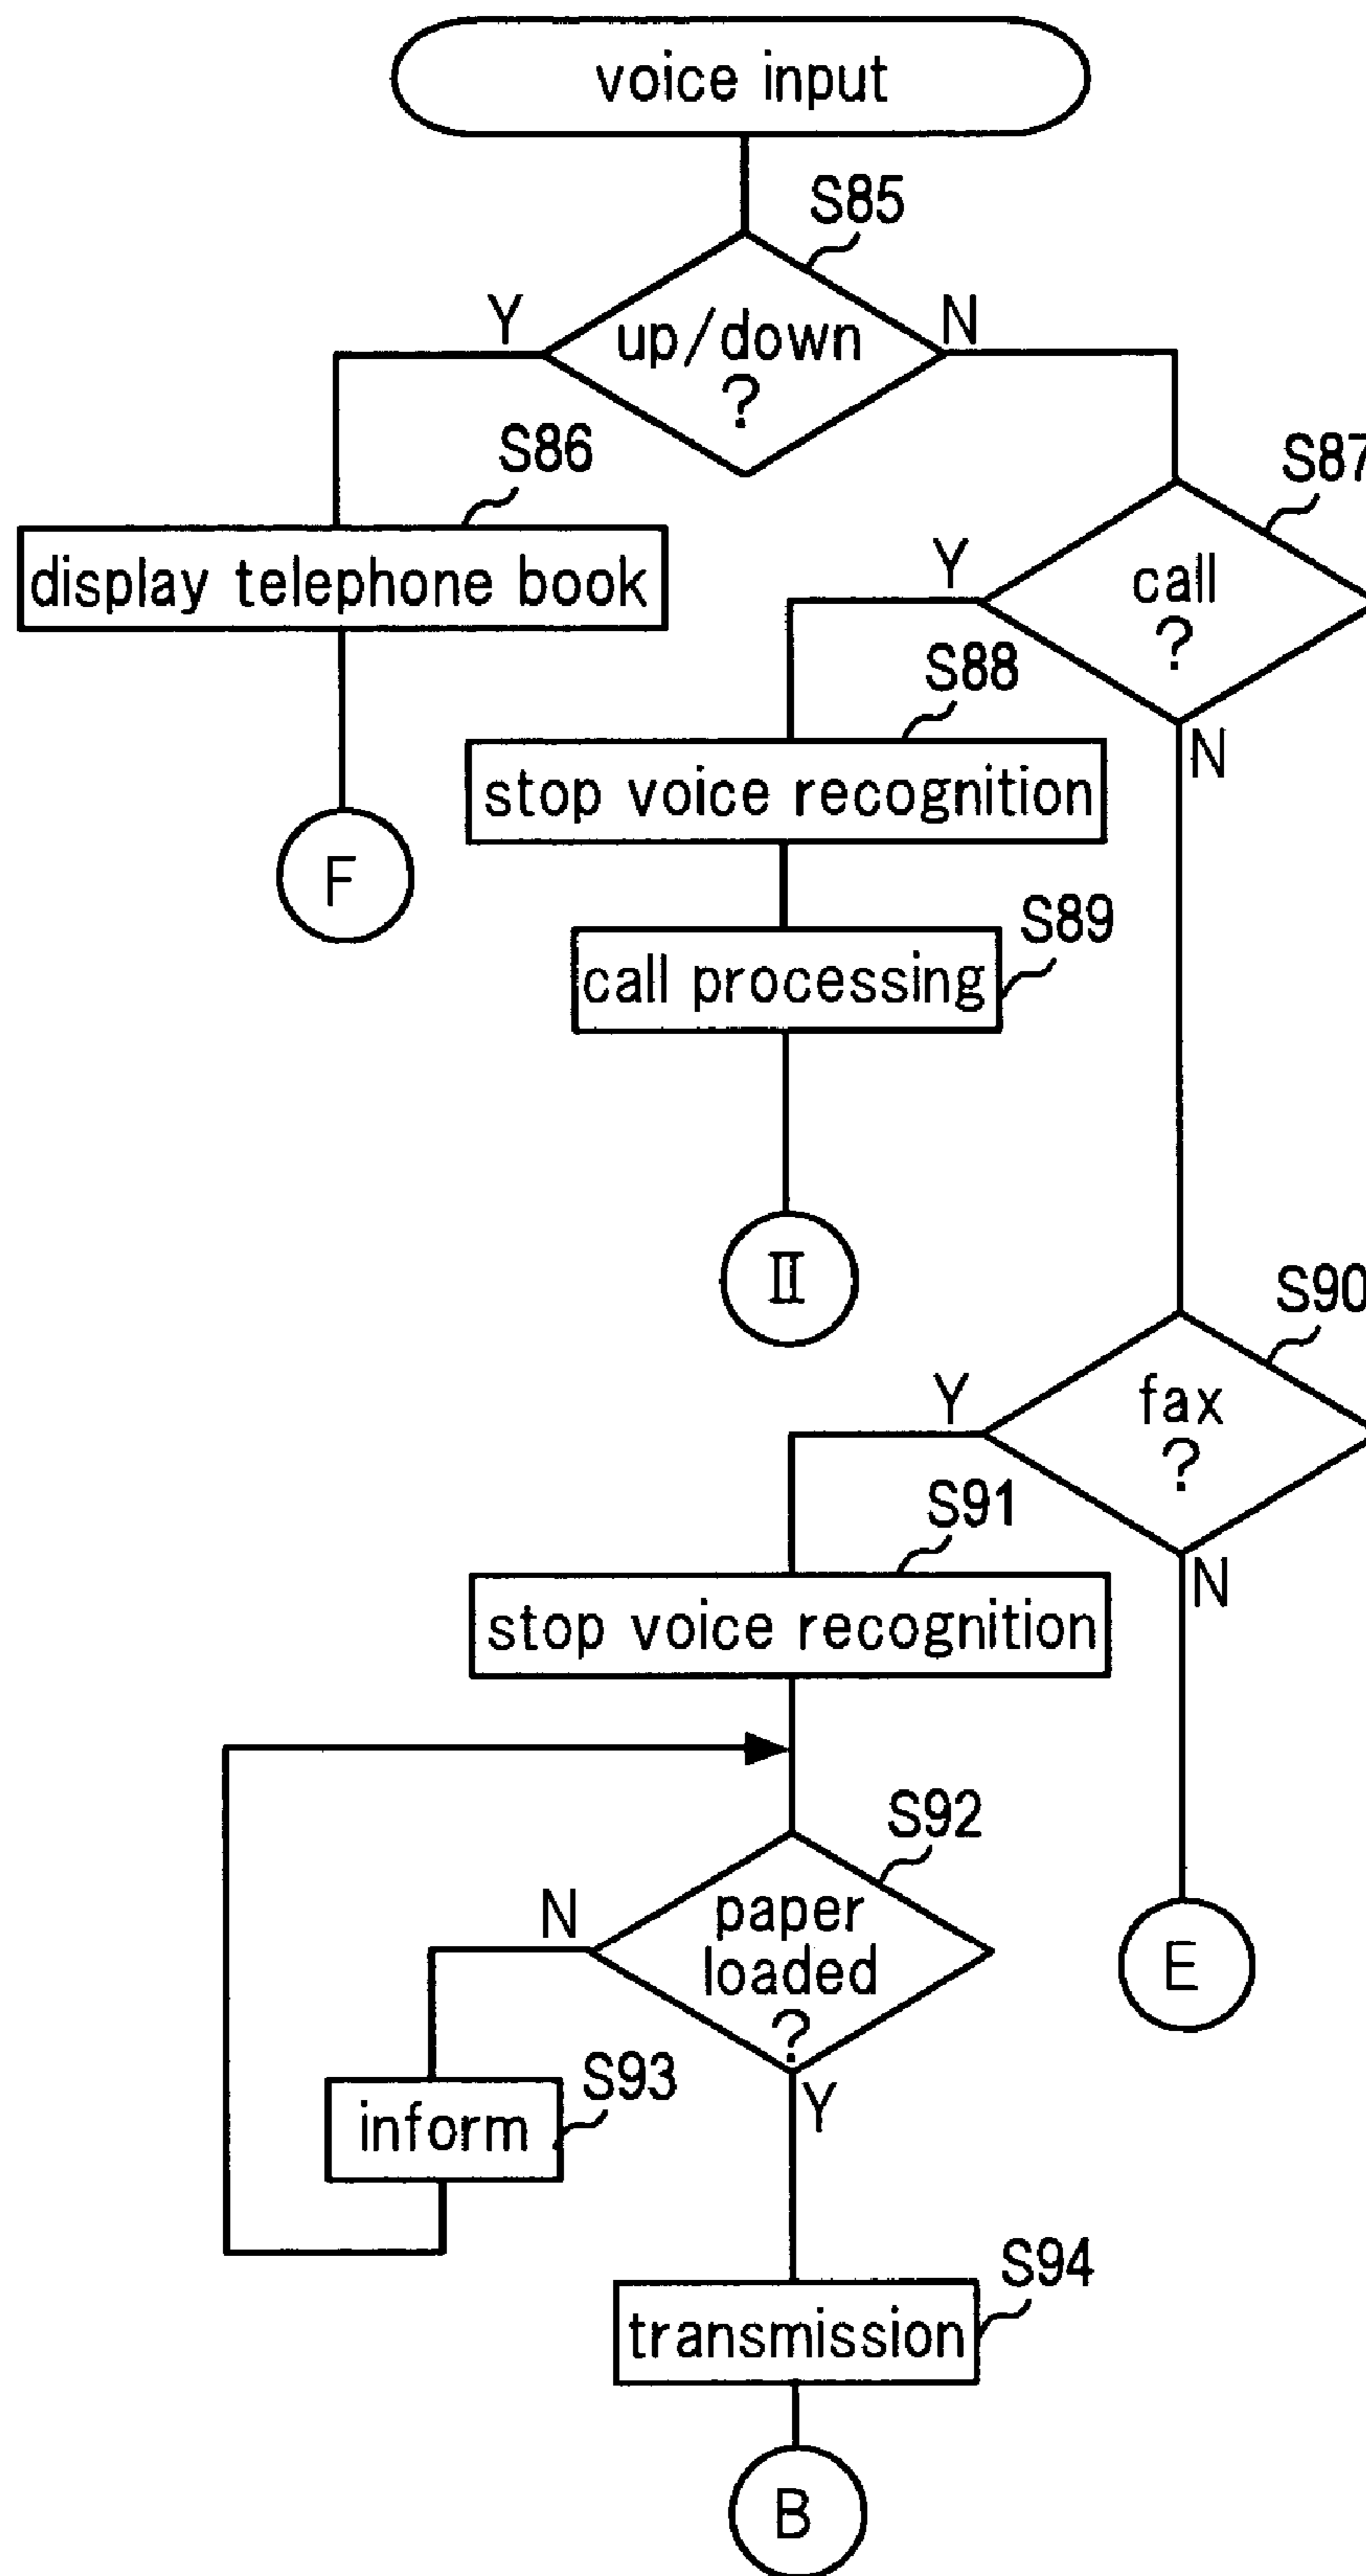 voice input
S85
Y
up/down
?
N
S86
display telephone book
F
S87
Y
call
?
N
S88
stop voice recognition
S89
call processing
II
S90
Y
fax
?
N
S91
stop voice recognition
S92
N
paper
loaded
?
Y
E
S93
inform
S94
transmission
B